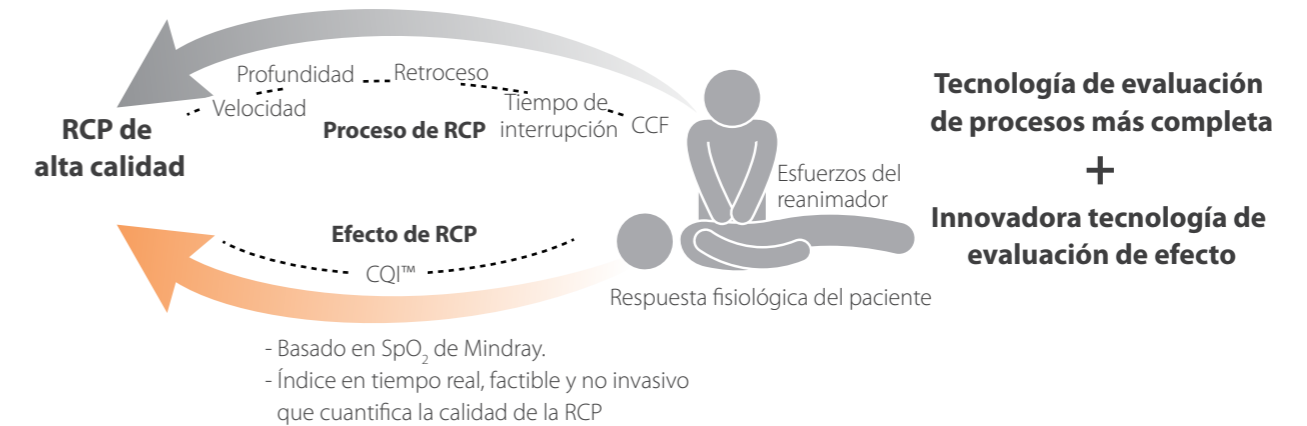 Profundidad
Retroceso
Velocidad
Tiempo de
interrupción
CCF
Proceso de RCP
RCP de
alta calidad
Esfuerzos del
reanimador
Efecto de RCP
CQI™
Respuesta fisiológica del paciente
- Basado en SpO₂ de Mindray.
- Índice en tiempo real, factible y no invasivo
que cuantifica la calidad de la RCP
Tecnología de evaluación
de procesos más completa
+
Innovadora tecnología de
evaluación de efecto